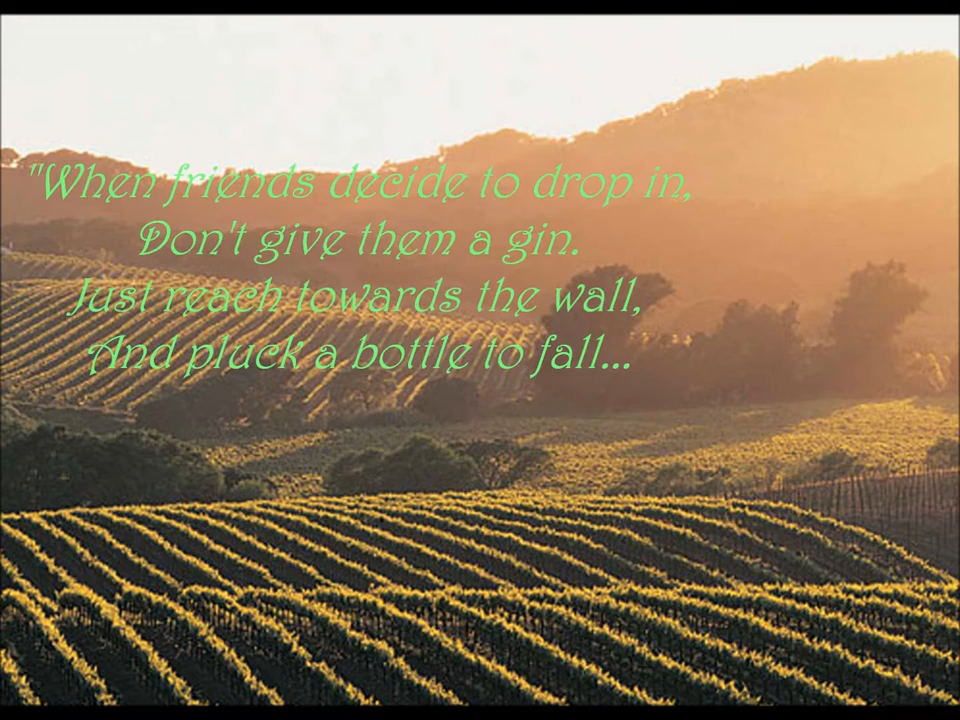 "When friends decide to drop in,
Don't give them a gin.
Just reach towards the wall,
And pluck a bottle to fall...